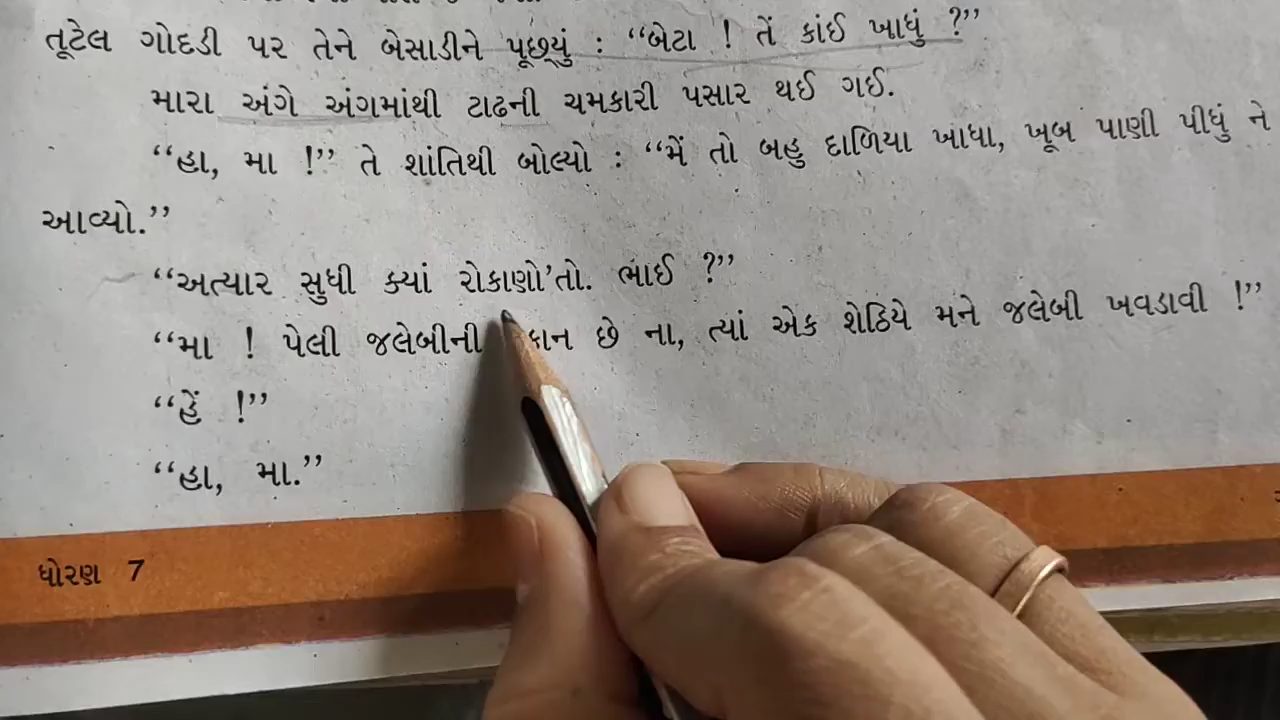 તૂટેલ ગોદડી પર તેને બેસાડીને પૂછ્યું : “બેટા ! તેં કાંઈ ખાધું ?”
મારા અંગે અંગમાંથી ટાઢની ચમકારી પસાર થઈ ગઈ.
“હા, મા !” તે શાંતિથી બોલ્યો : “મેં તો બહુ દાળિયા ખાધા, ખૂબ પાણી પીધું ને
આવ્યો.”
“અત્યાર સુધી ક્યાં રોકાણો’તો. ભાઈ ?”
“મા ! પેલી જલેબીની છે ના, ત્યાં એક શેઠિયે મને જલેબી ખવડાવી !”
“હેં !”
“હા, મા.”
ધોરણ 7